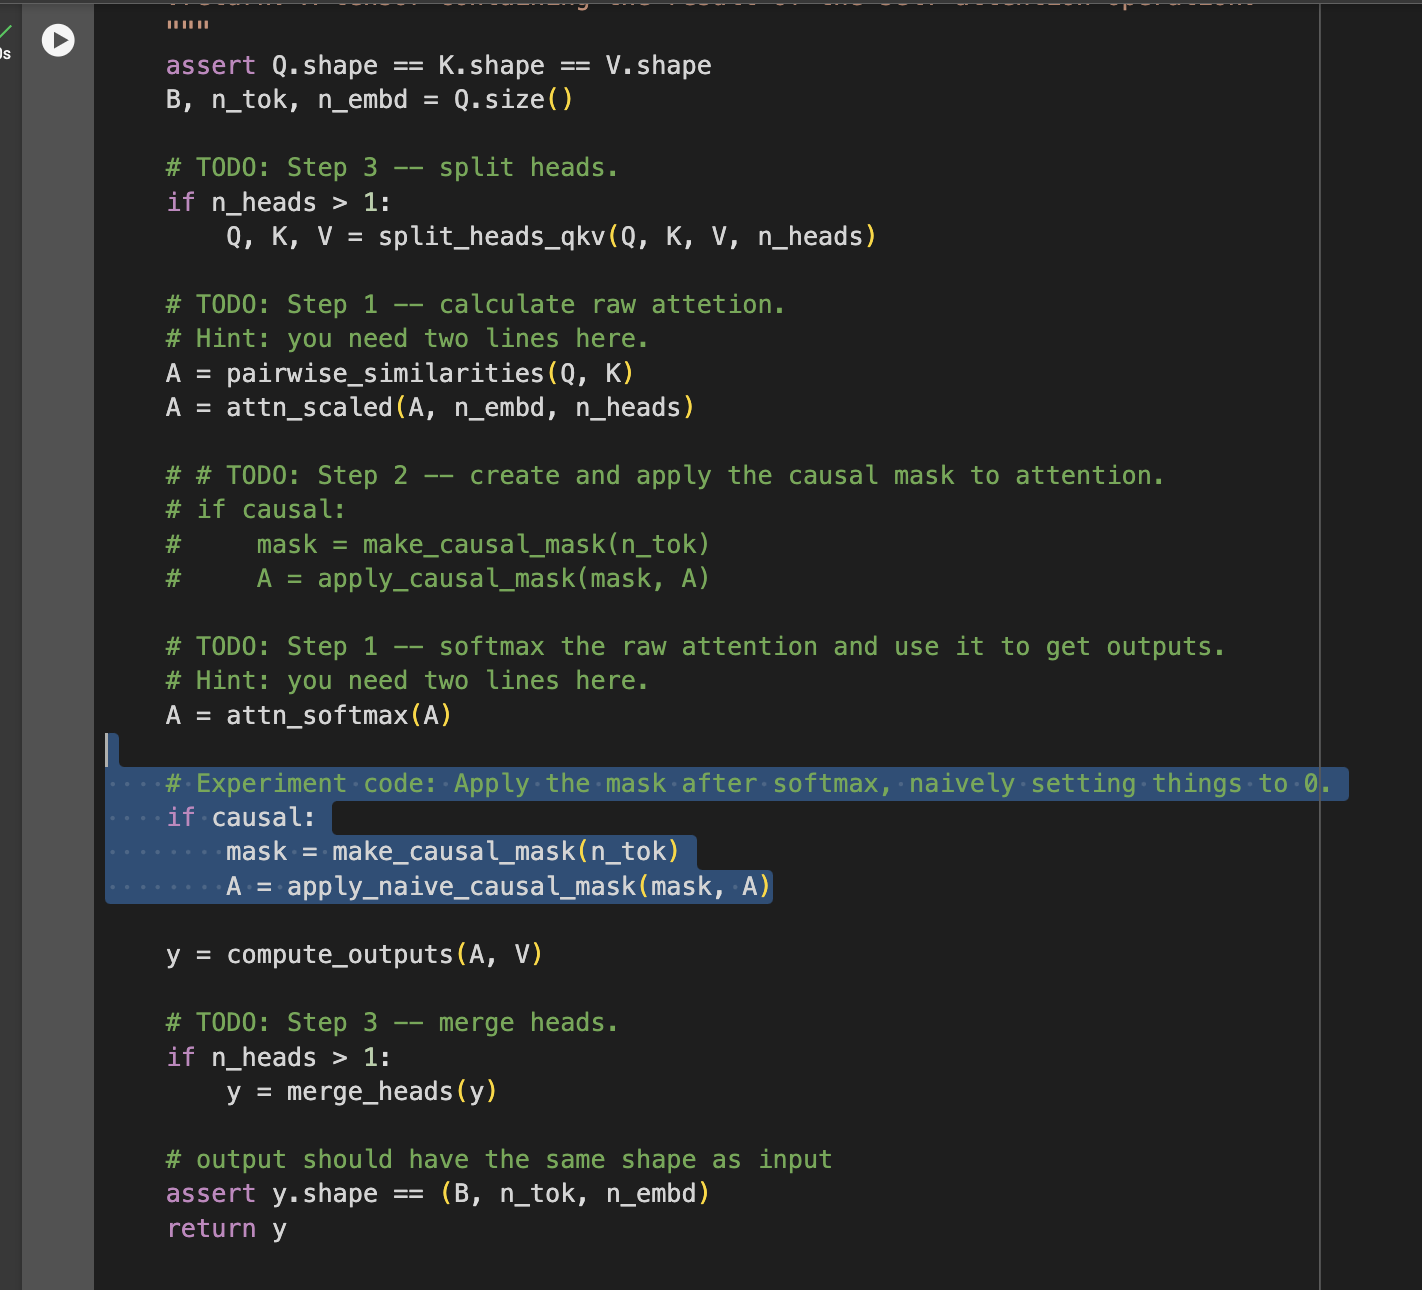 """
assert Q.shape == K.shape == V.shape
B, n_tok, n_embd = Q.size()
# TODO: Step 3 -- split heads.
if n_heads > 1:
    Q, K, V = split_heads_qkv(Q, K, V, n_heads)
# TODO: Step 1 -- calculate raw attetion.
# Hint: you need two lines here.
A = pairwise_similarities(Q, K)
A = attn_scaled(A, n_embd, n_heads)
# # TODO: Step 2 -- create and apply the causal mask to attention.
# if causal:
#     mask = make_causal_mask(n_tok)
#     A = apply_causal_mask(mask, A)
# TODO: Step 1 -- softmax the raw attention and use it to get outputs.
# Hint: you need two lines here.
A = attn_softmax(A)
# Experiment code: Apply the mask after softmax, naively setting things to 0.
if causal:
    mask = make_causal_mask(n_tok)
    A = apply_naive_causal_mask(mask, A)
y = compute_outputs(A, V)
# TODO: Step 3 -- merge heads.
if n_heads > 1:
    y = merge_heads(y)
# output should have the same shape as input
assert y.shape == (B, n_tok, n_embd)
return y